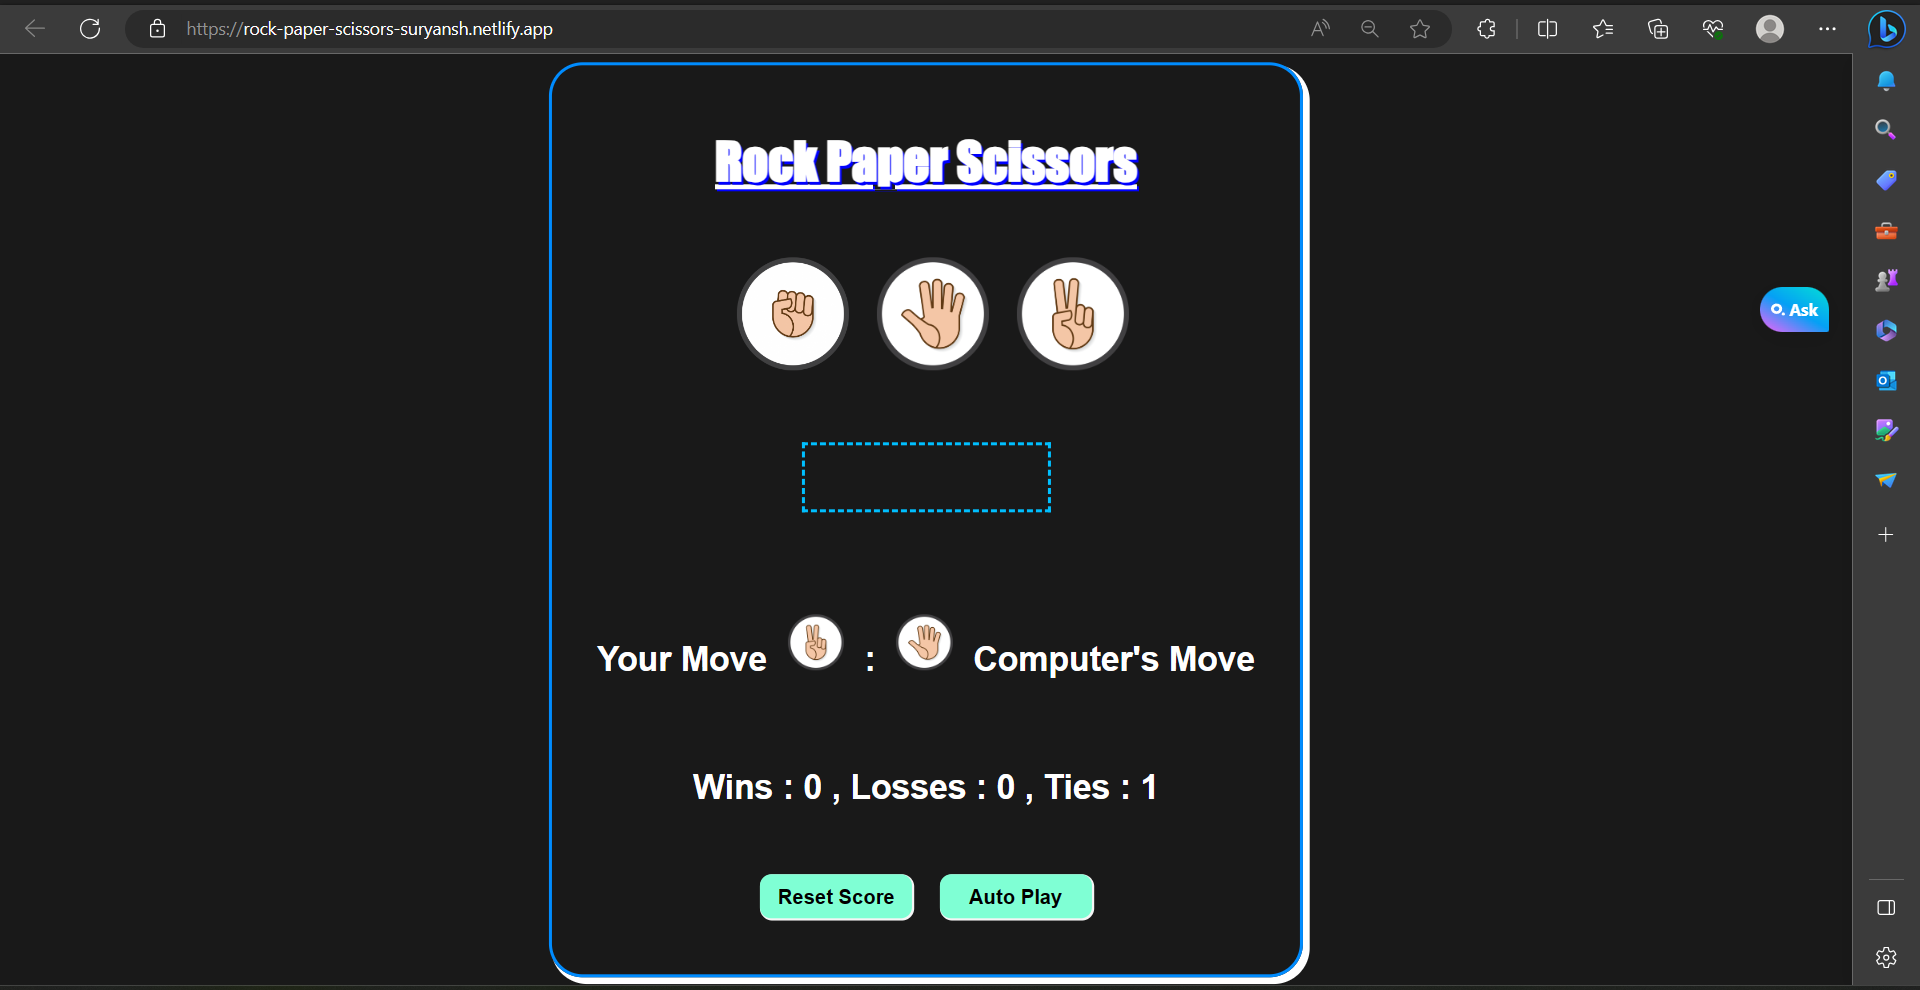 https://rock-paper-scissors-suryansh.netlify.app
Rock Paper Scissors
Ask
Your Move : Computer's Move
Wins : 0 , Losses : 0 , Ties : 1
Reset Score Auto Play